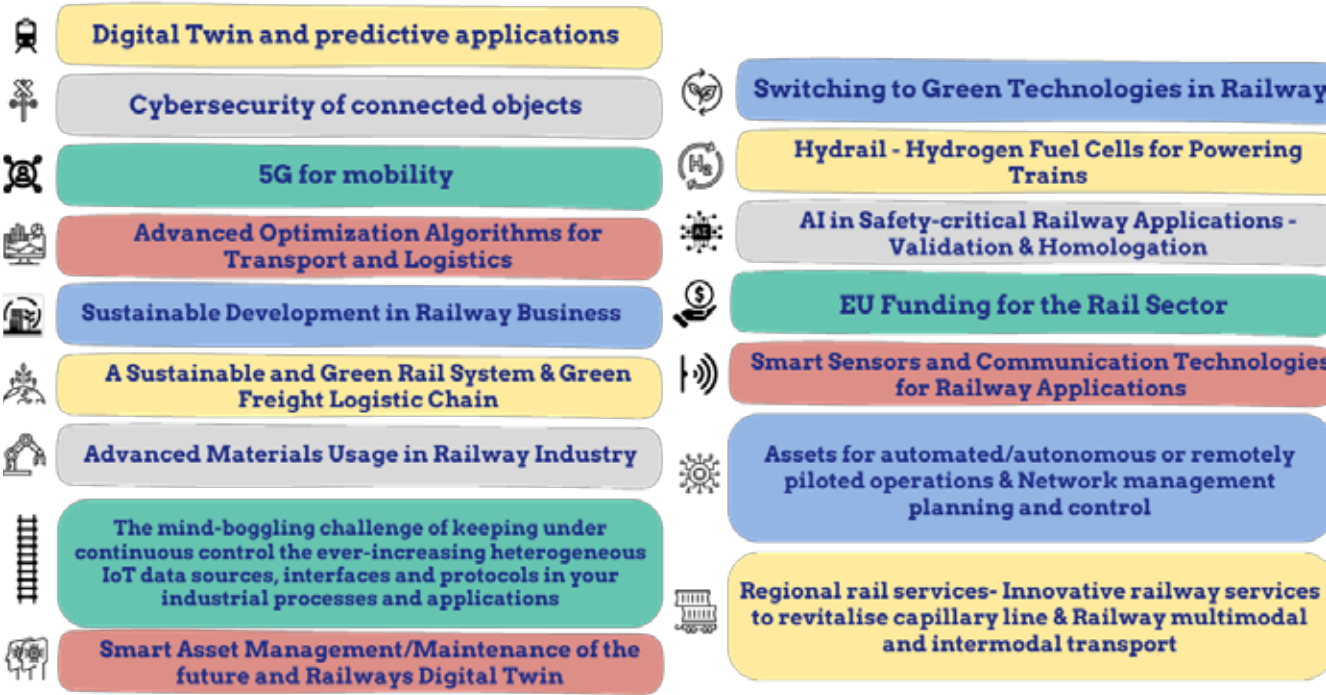 Digital Twin and predictive applications
Cybersecurity of connected objects
5G for mobility
Advanced Optimization Algorithms for
Transport and Logistics
Sustainable Development in Railway Business
A Sustainable and Green Rail System & Green
Freight Logistic Chain
Advanced Materials Usage in Railway Industry
The mind-boggling challenge of keeping under
continuous control the ever-increasing heterogeneous
IoT data sources, interfaces and protocols in your
industrial processes and applications
Smart Asset Management/Maintenance of the
future and Railways Digital Twin
Switching to Green Technologies in Railway
H2
Hydrail - Hydrogen Fuel Cells for Powering
Trains
AI
AI in Safety-critical Railway Applications -
Validation & Homologation
$
EU Funding for the Rail Sector
Smart Sensors and Communication Technologies
for Railway Applications
Assets for automated/autonomous or remotely
piloted operations & Network management
planning and control
Regional rail services- Innovative railway services
to revitalise capillary line & Railway multimodal
and intermodal transport